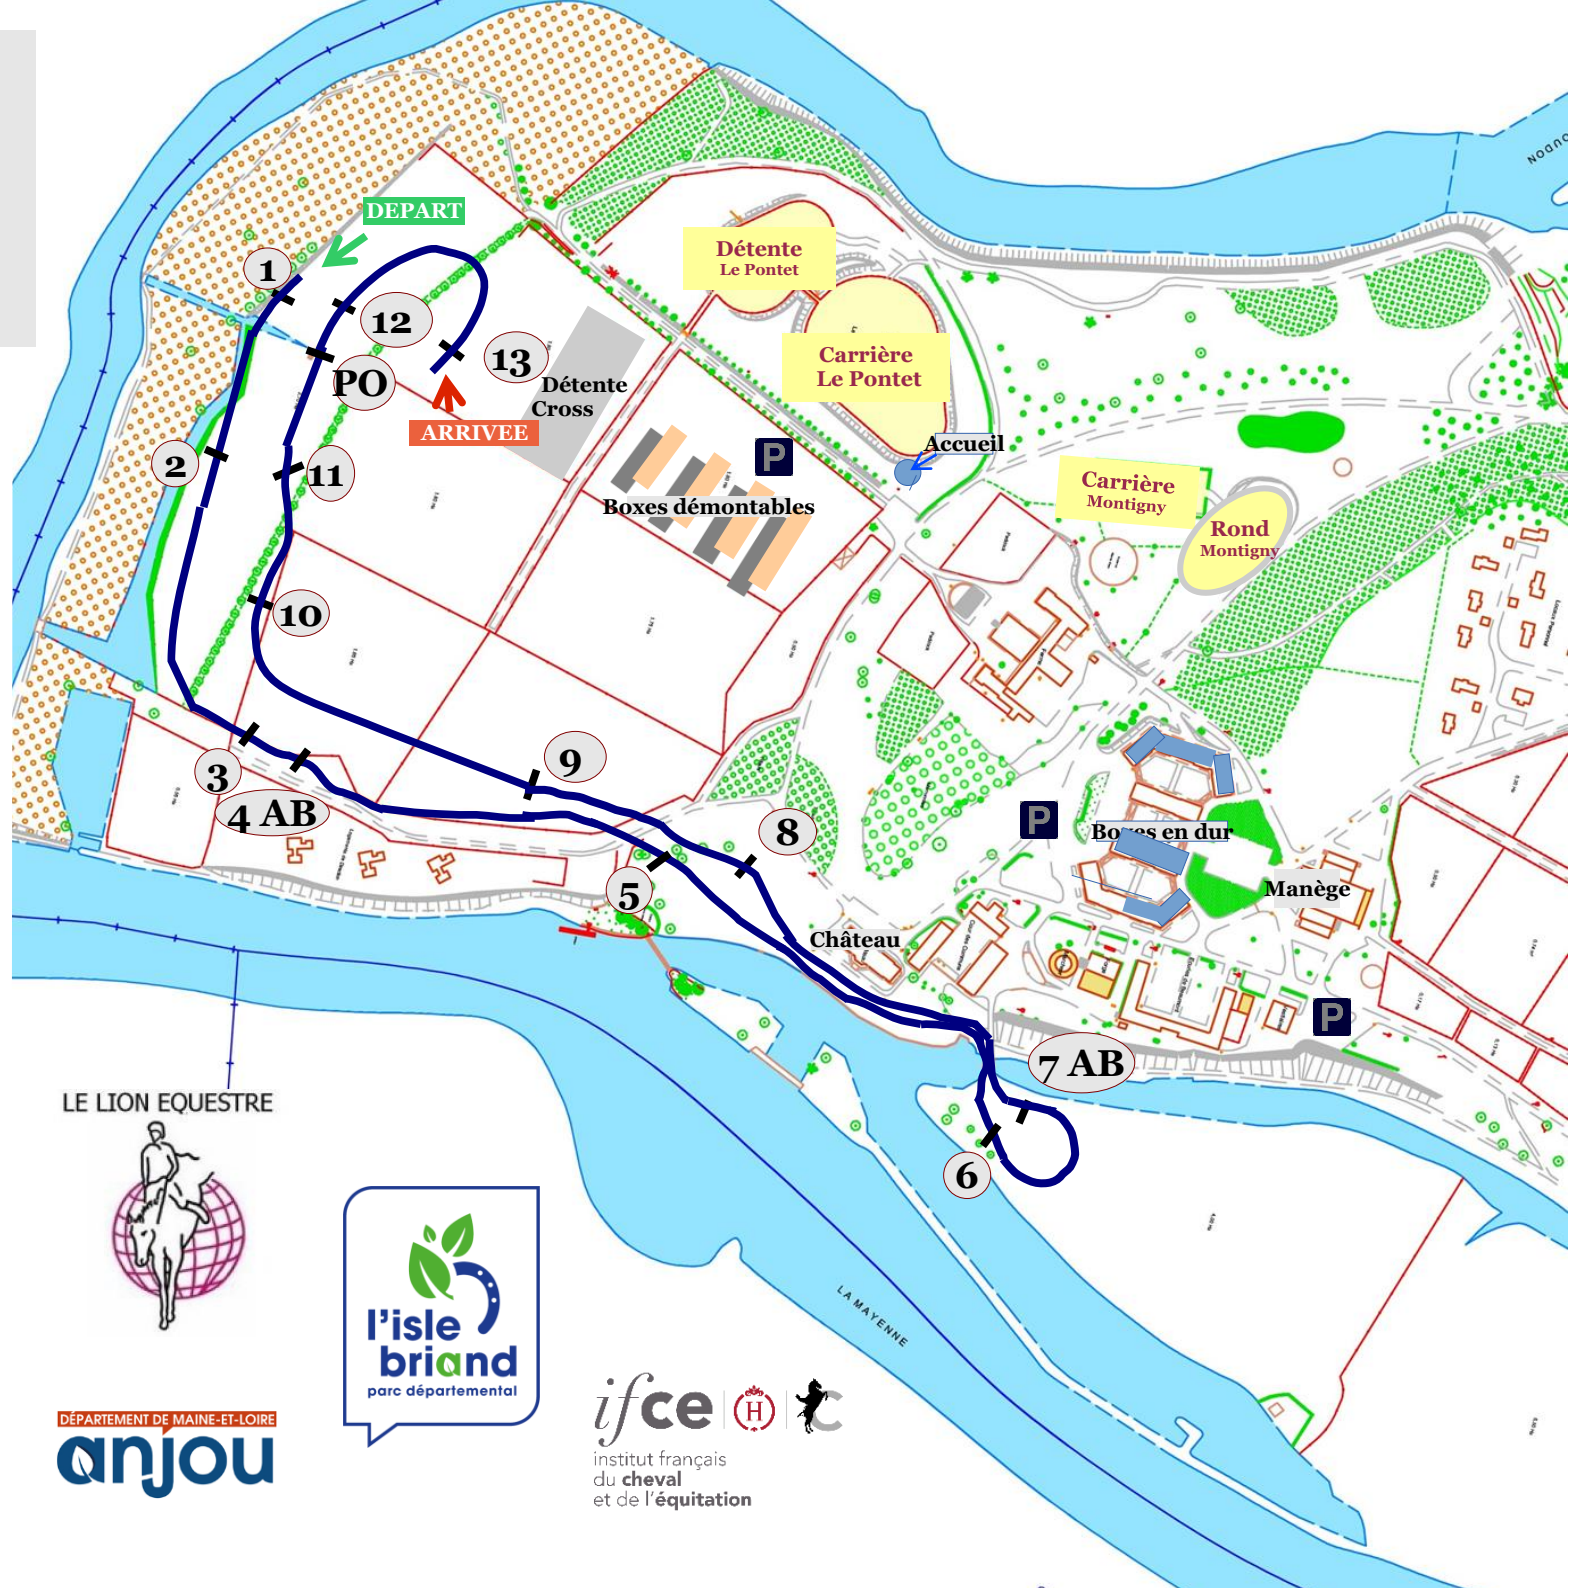 OUDON
DEPART
Détente
Le Pontet
1
12
13
Carrière
Le Pontet
PO
Détente
Cross
ARRIVEE
Accueil
P
2
11
Carrière
Montigny
Boxes démontables
Rond
Montigny
10
Ferme
9
3
4 AB
8
P
Boxes en dur
5
Manège
Château
P
7 AB
6
LE LION EQUESTRE
LA MAYENNE
l'isle
briand
parc départemental
DÉPARTEMENT DE MAINE-ET-LOIRE
anjou
ifce
H
institut français
du cheval
et de l'équitation